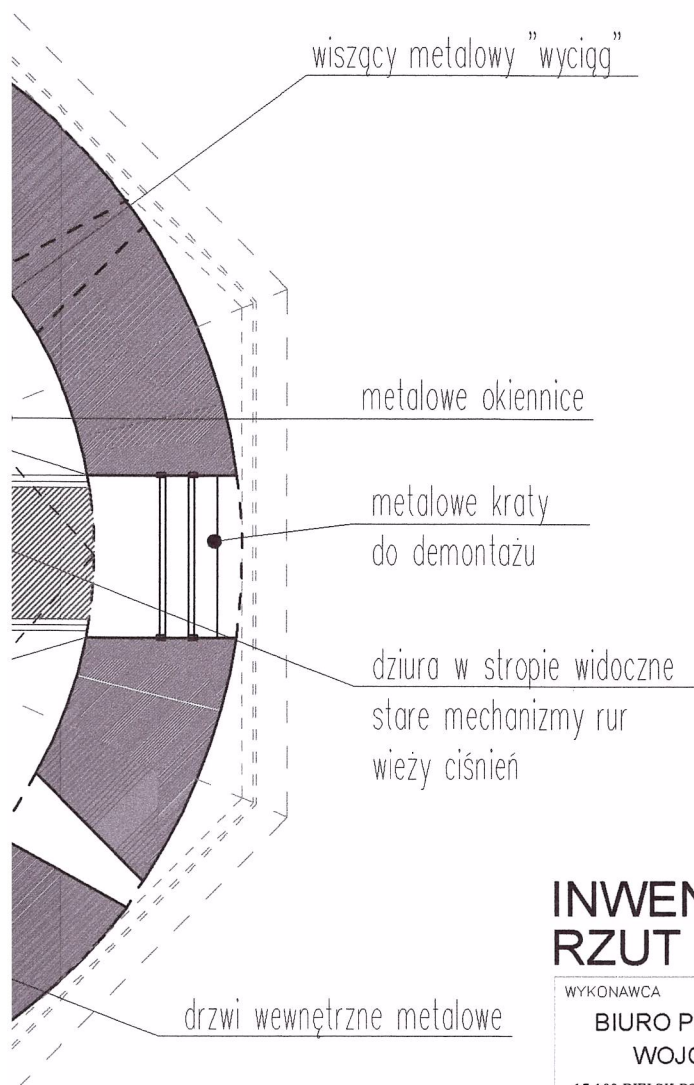 wiszący metalowy "wyciąg"
metalowe okiennice
metalowe kraty
do demontażu
dziura w stropie widoczne
stare mechanizmy rur
wieży ciśnień
drzwi wewnętrzne metalowe
INWEN
RZUT
WYKONAWCA
BIURO P
WOJC